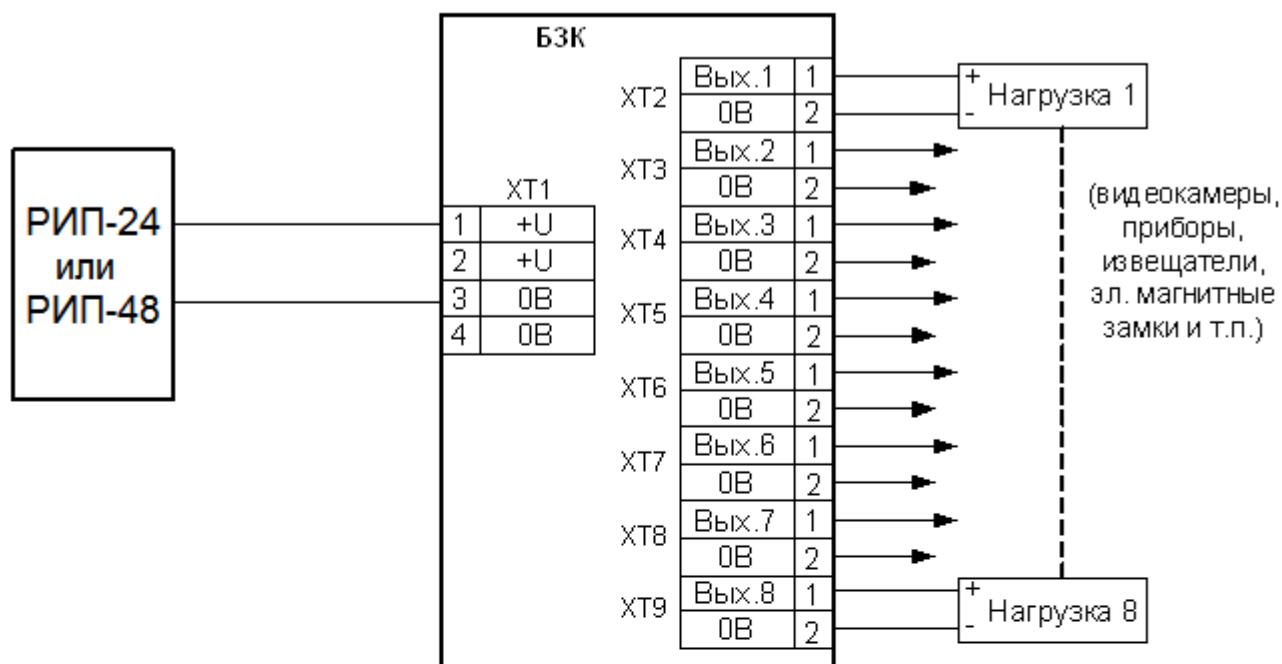 БЗК
РИП-24
или
РИП-48
XT1
1 +U
2 +U
3 0В
4 0В
XT2
Вых.1 1
0В 2
XT3
Вых.2 1
0В 2
XT4
Вых.3 1
0В 2
XT5
Вых.4 1
0В 2
XT6
Вых.5 1
0В 2
XT7
Вых.6 1
0В 2
XT8
Вых.7 1
0В 2
XT9
Вых.8 1
0В 2
+ Нагрузка 1
-
(видеокамеры,
приборы,
извещатели,
эл. магнитные
замки и т.п.)
+ Нагрузка 8
-